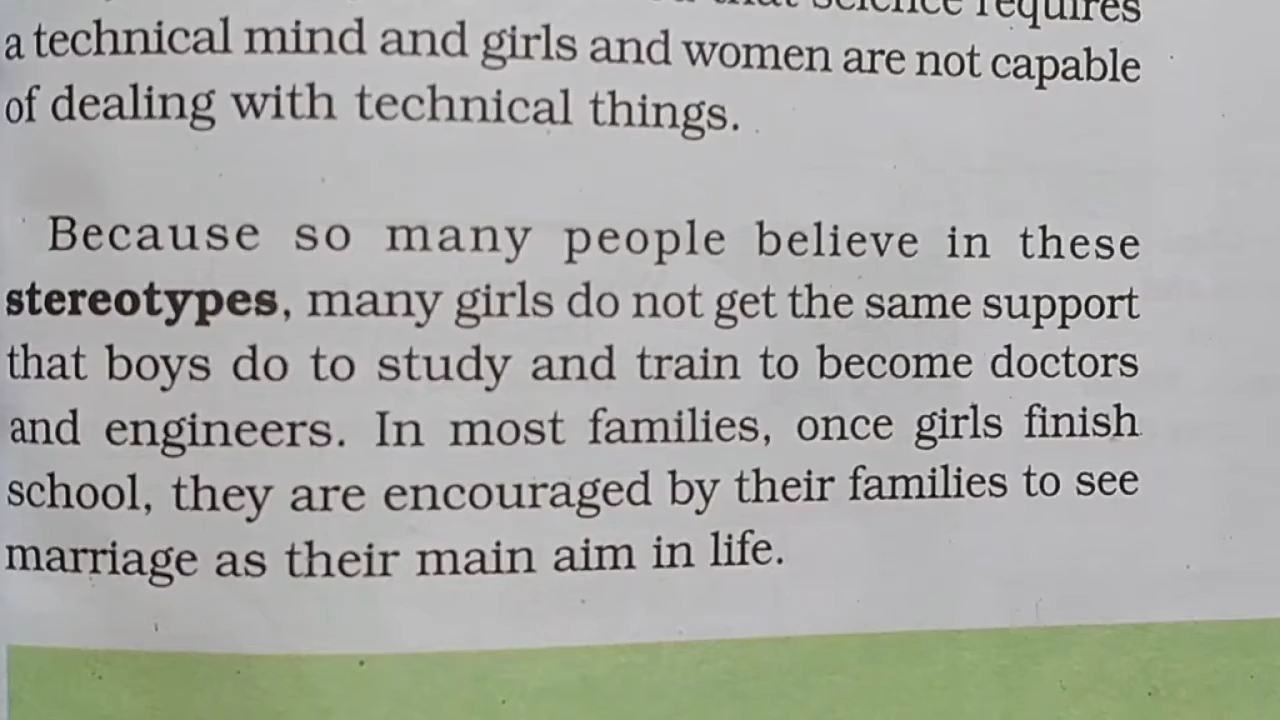 that science requires
a technical mind and girls and women are not capable
of dealing with technical things.
Because so many people believe in these
stereotypes, many girls do not get the same support
that boys do to study and train to become doctors
and engineers. In most families, once girls finish
school, they are encouraged by their families to see
marriage as their main aim in life.